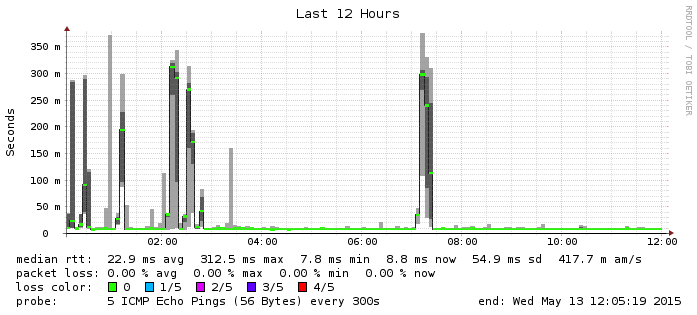 Last 12 Hours
RRDTOOL / TOBI OETIKER
Seconds
350 m
300 m
250 m
200 m
150 m
100 m
50 m
0
02:00 04:00 06:00 08:00 10:00 12:00
median rtt: 22.9 ms avg 312.5 ms max 7.8 ms min 8.8 ms now 54.9 ms sd 417.7 m am/s
packet loss: 0.00 % avg 0.00 % max 0.00 % min 0.00 % now
loss color: 0 1/5 2/5 3/5 4/5
probe: 5 ICMP Echo Pings (56 Bytes) every 300s end: Wed May 13 12:05:19 2015